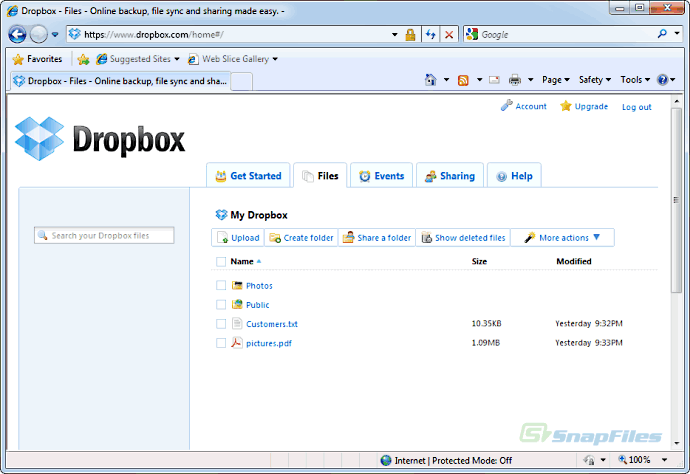 Dropbox - Files - Online backup, file sync and sharing made easy. -
https://www.dropbox.com/home#/
Google
Favorites Suggested Sites Web Slice Gallery
Dropbox - Files - Online backup, file sync and sha...
Page Safety Tools
Account Upgrade Log out
Dropbox
Get Started Files Events Sharing Help
My Dropbox
Search your Dropbox files
Upload Create folder Share a folder Show deleted files More actions
Name Size Modified
Photos
Public
Customers.txt 10.35KB Yesterday 9:32PM
pictures.pdf 1.09MB Yesterday 9:33PM
SnapFiles
Internet | Protected Mode: Off 100%